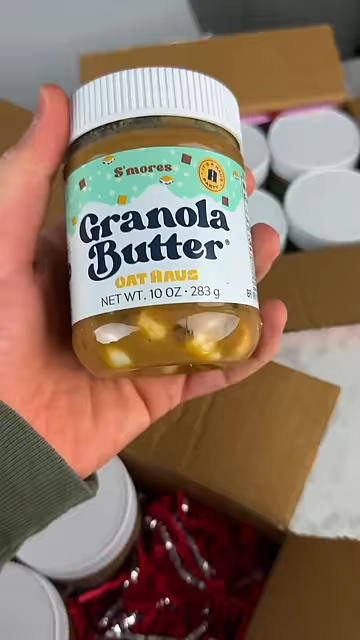 S'mores
Granola
Butter®
OAT HAUS
NET WT. 10 OZ • 283 g